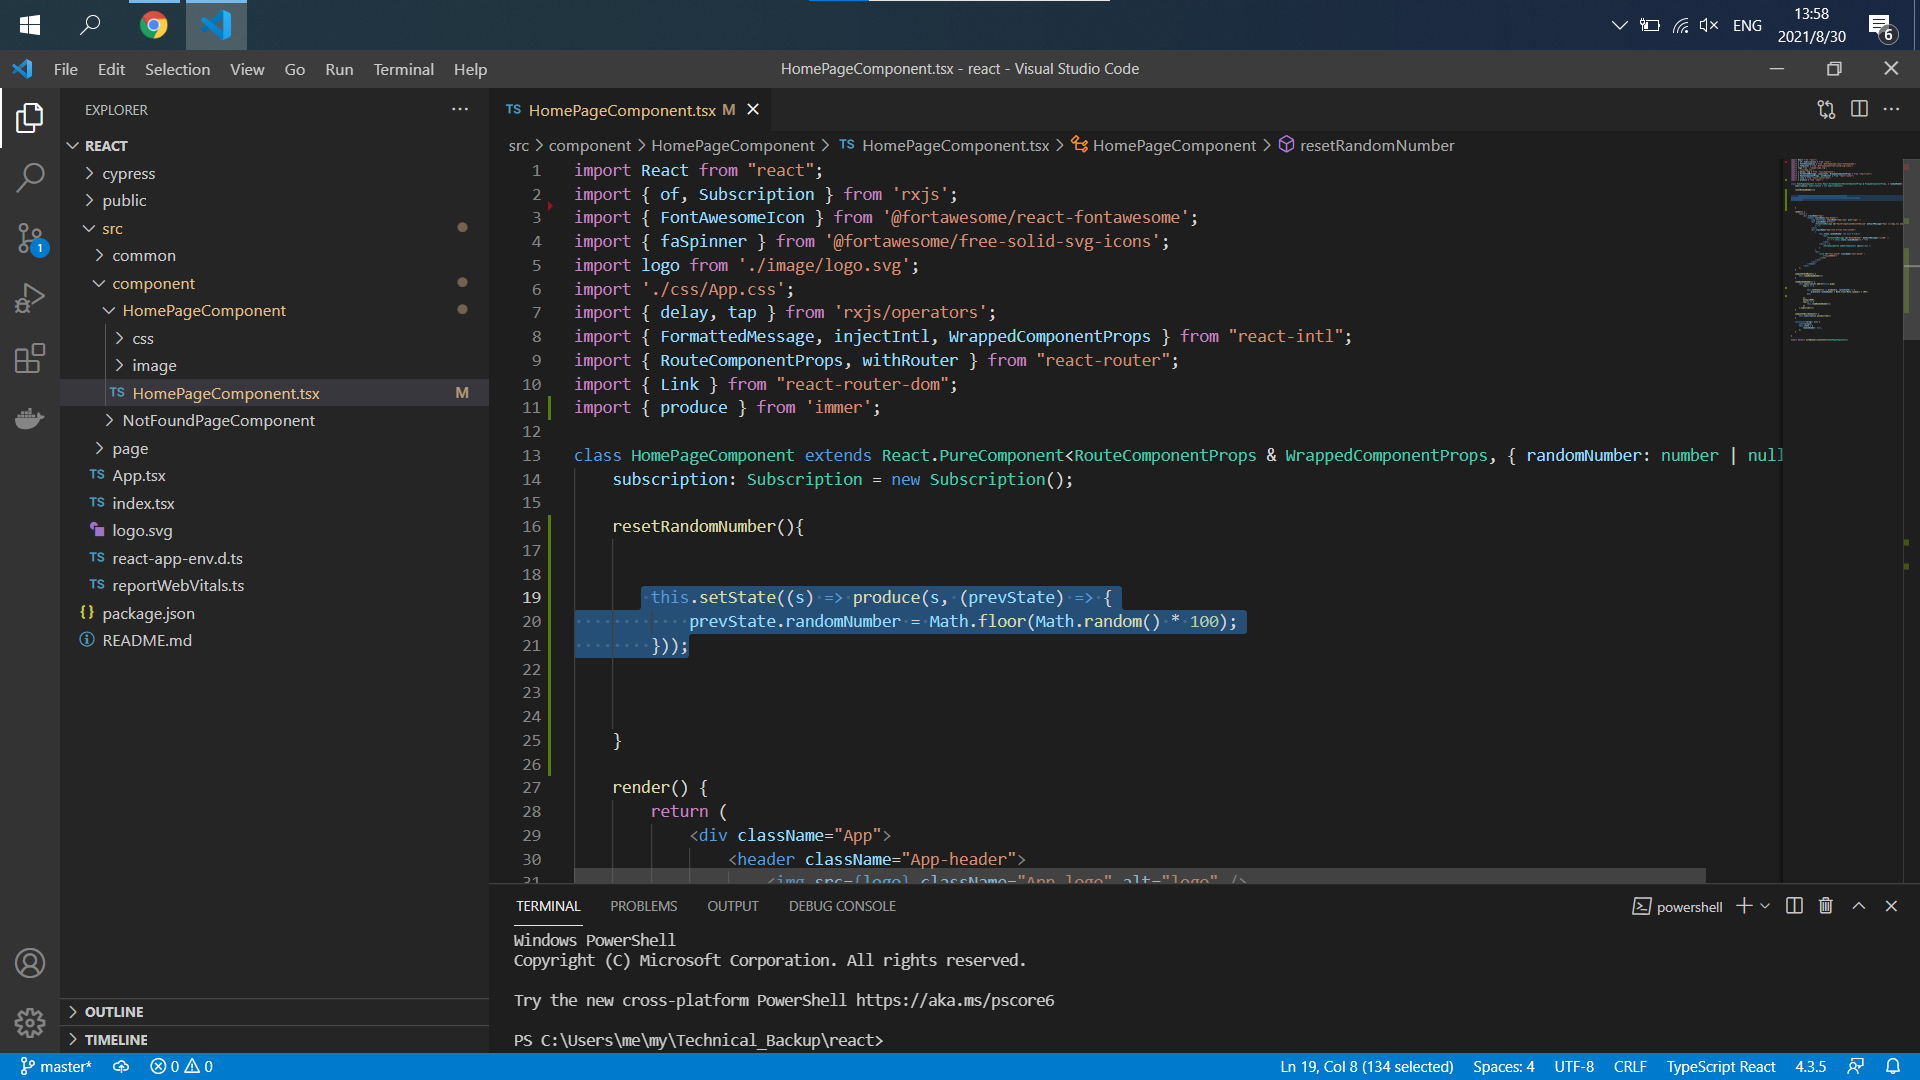 ENG
13:58
2021/8/30
6
File Edit Selection View Go Run Terminal Help
HomePageComponent.tsx - react - Visual Studio Code
EXPLORER
REACT
cypress
public
src
common
component
HomePageComponent
css
image
TS HomePageComponent.tsx M
NotFoundPageComponent
page
TS App.tsx
TS index.tsx
logo.svg
TS react-app-env.d.ts
TS reportWebVitals.ts
{} package.json
README.md
OUTLINE
TIMELINE
1
TS HomePageComponent.tsx M
src > component > HomePageComponent > TS HomePageComponent.tsx > HomePageComponent > resetRandomNumber
1 import React from "react";
2 import { of, Subscription } from 'rxjs';
3 import { FontAwesomeIcon } from '@fortawesome/react-fontawesome';
4 import { faSpinner } from '@fortawesome/free-solid-svg-icons';
5 import logo from './image/logo.svg';
6 import './css/App.css';
7 import { delay, tap } from 'rxjs/operators';
8 import { FormattedMessage, injectIntl, WrappedComponentProps } from "react-intl";
9 import { RouteComponentProps, withRouter } from "react-router";
10 import { Link } from "react-router-dom";
11 import { produce } from 'immer';
12
13 class HomePageComponent extends React.PureComponent<RouteComponentProps & WrappedComponentProps, { randomNumber: number | null
14 subscription: Subscription = new Subscription();
15
16 resetRandomNumber(){
17
18
19 this.setState((s) => produce(s, (prevState) => {
20 prevState.randomNumber = Math.floor(Math.random() * 100);
21 }));
22
23
24
25 }
26
27 render() {
28 return (
29 <div className="App">
30 <header className="App-header">
31 <img src={logo} className="App-logo" alt="logo" />
TERMINAL PROBLEMS OUTPUT DEBUG CONSOLE
powershell
Windows PowerShell
Copyright (C) Microsoft Corporation. All rights reserved.
Try the new cross-platform PowerShell https://aka.ms/pscore6
PS C:\Users\me\my\Technical_Backup\react>
master* 0 0
Ln 19, Col 8 (134 selected) Spaces: 4 UTF-8 CRLF TypeScript React 4.3.5